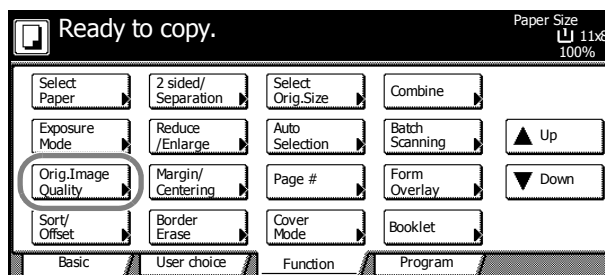 Ready to copy.
Paper Size
11x8
100%
Select
Paper
2 sided/
Separation
Select
Orig.Size
Combine
Exposure
Mode
Reduce
/Enlarge
Auto
Selection
Batch
Scanning
Up
Orig.Image
Quality
Margin/
Centering
Page #
Form
Overlay
Down
Sort/
Offset
Border
Erase
Cover
Mode
Booklet
Basic
User choice
Function
Program